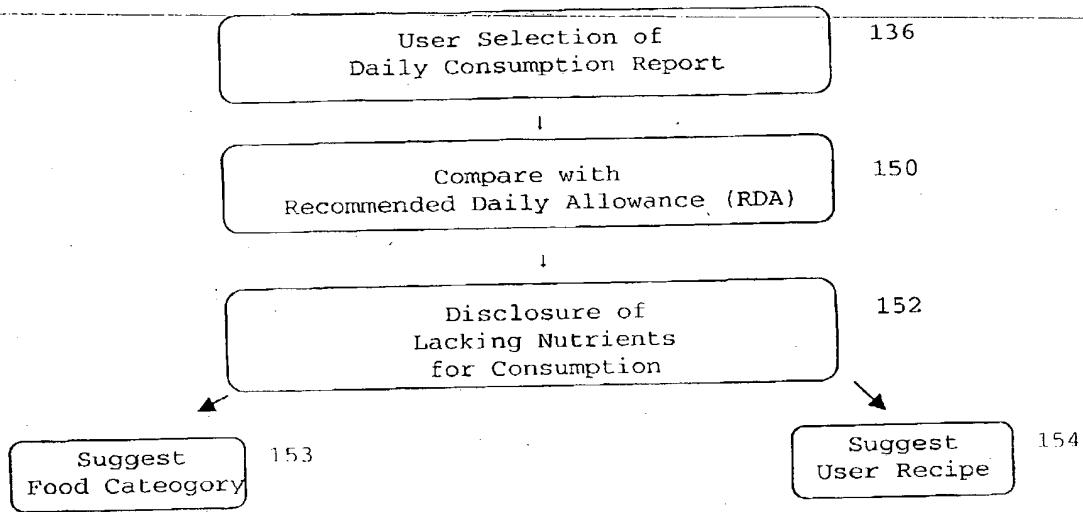 User Selection of
Daily Consumption Report
136
Compare with
Recommended Daily Allowance (RDA)
150
Disclosure of
Lacking Nutrients
for Consumption
152
Suggest
Food Cateogory
153
Suggest
User Recipe
154